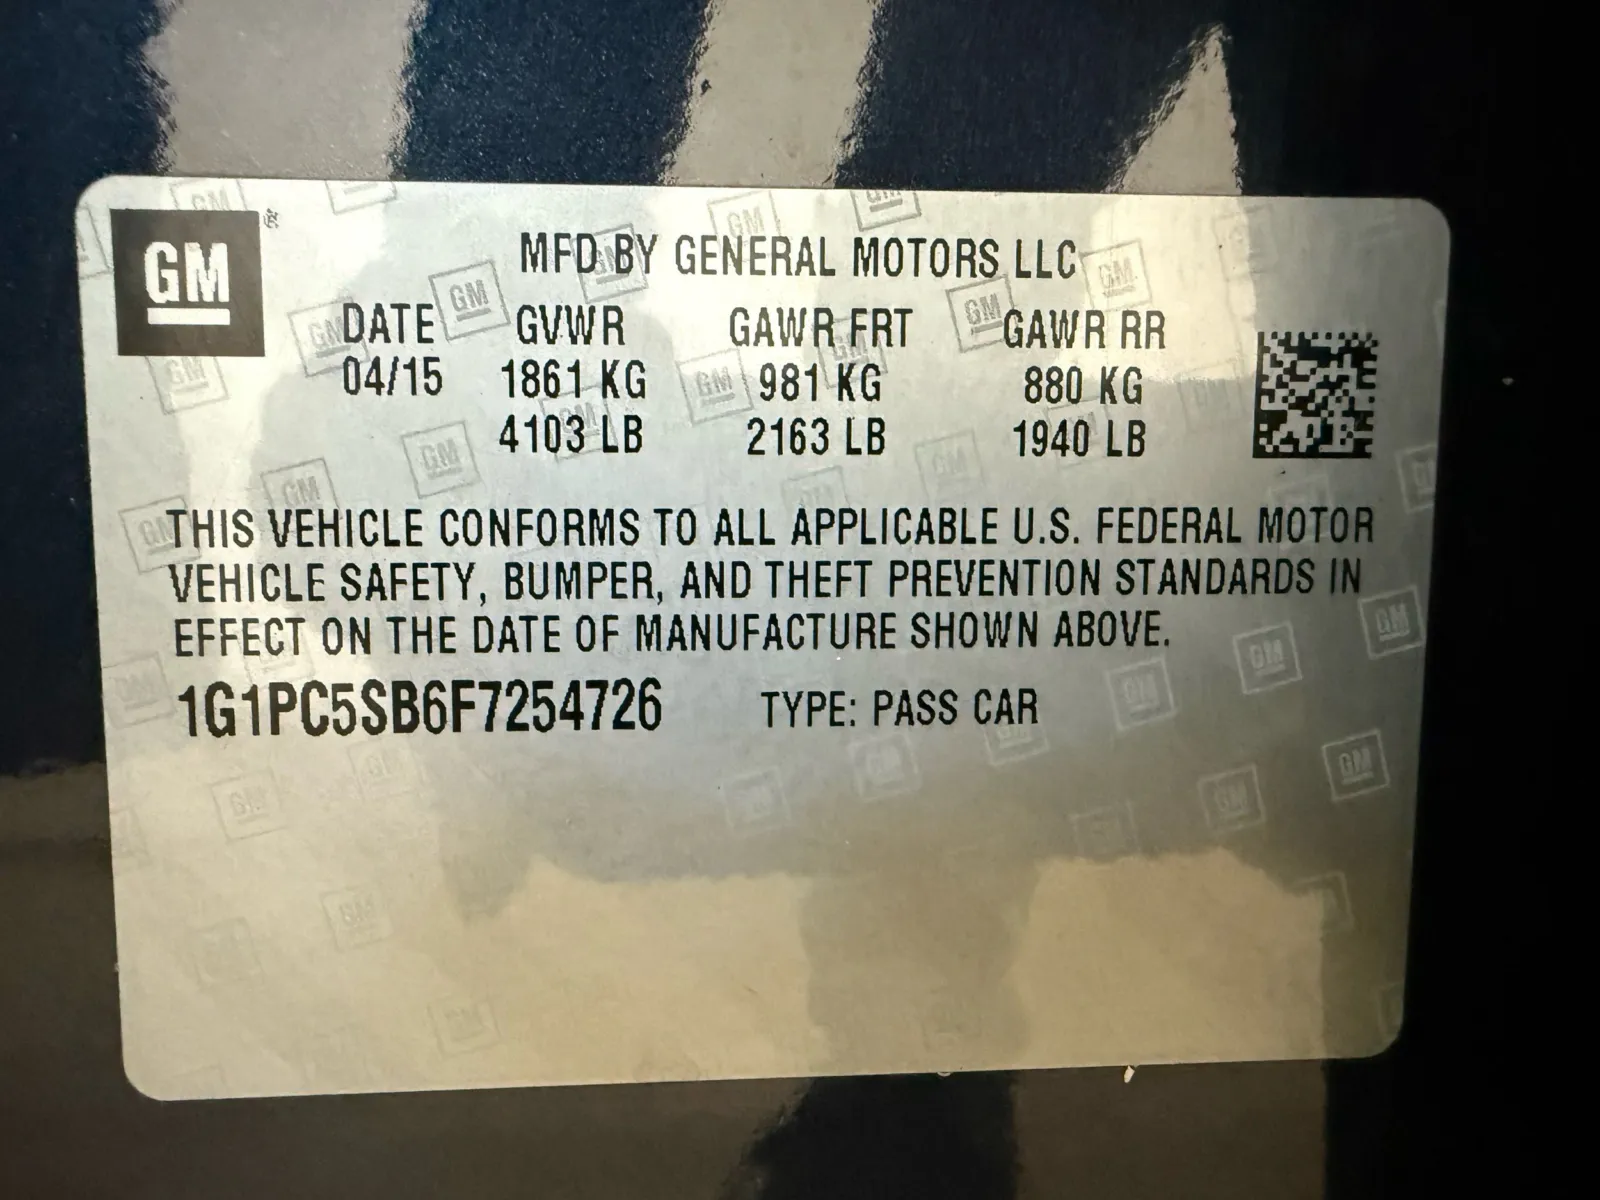 GM
MFD BY GENERAL MOTORS LLC
DATE GVWR GAWR FRT GAWR RR
04/15 1861 KG 981 KG 880 KG
4103 LB 2163 LB 1940 LB
THIS VEHICLE CONFORMS TO ALL APPLICABLE U.S. FEDERAL MOTOR
VEHICLE SAFETY, BUMPER, AND THEFT PREVENTION STANDARDS IN
EFFECT ON THE DATE OF MANUFACTURE SHOWN ABOVE.
1G1PC5SB6F7254726 TYPE: PASS CAR